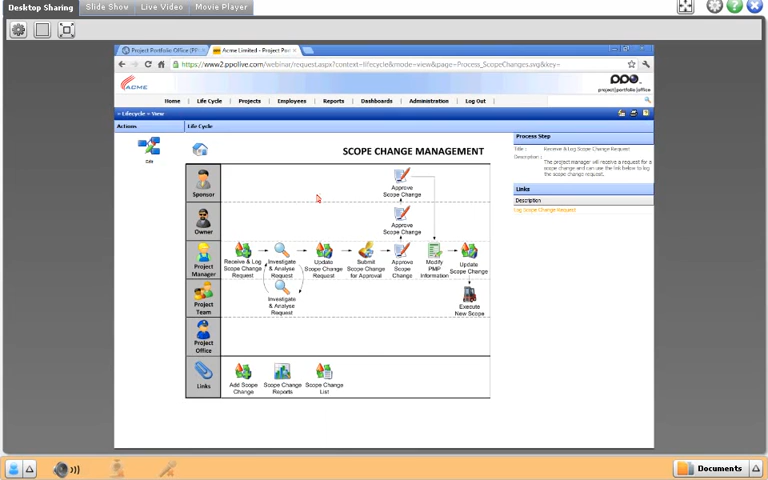 Desktop Sharing
Slide Show
Live Video
Movie Player
Project Portfolio Office (PP
Acme Limited - Project Por
https://www2.ppolive.com/webinar/request.aspx?context=lifecycle&mode=view&page=Process_ScopeChanges.svg&key=
ACME
ppo
project|portfolio|office
Home
Life Cycle
Projects
Employees
Reports
Dashboards
Administration
Log Out
» Lifecycle » View
Actions
Life Cycle
Process Step
Title :
Receive & Log Scope Change Request
Description :
The project manager will receive a request for a
scope change and can use the link below to log
the scope change request.
Links
Description
Log Scope Change Request
SCOPE CHANGE MANAGEMENT
Sponsor
Approve
Scope Change
Owner
Approve
Scope Change
Project
Manager
Receive & Log
Scope Change
Request
Investigate
& Analyse
Request
Update
Scope Change
Request
Submit
Scope Change
for Approval
Approve
Scope
Change
Modify
PMP
Information
Update
Scope Change
Project
Team
Investigate
& Analyse
Request
Execute
New Scope
Project
Office
Links
Add Scope
Change
Scope Change
Reports
Scope Change
List
Documents